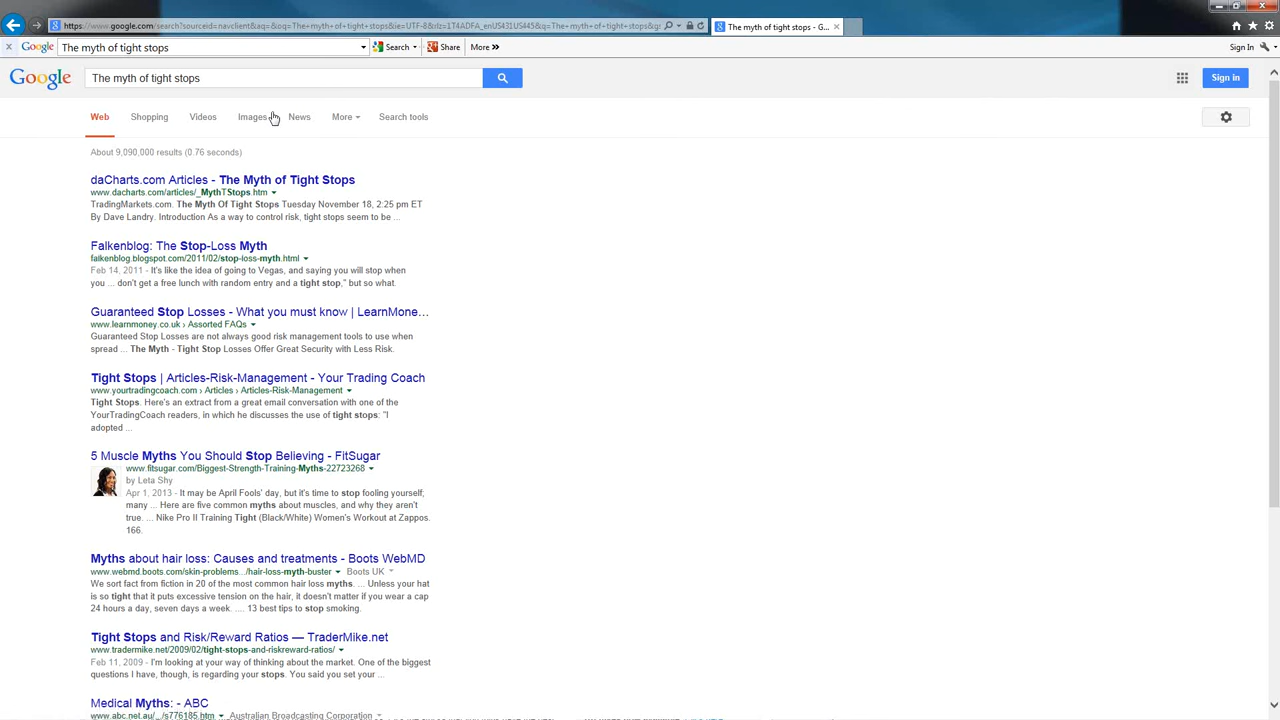 https://www.google.com/search?sourceid=navclient&aq=&oq=The+myth+of+tight+stops&ie=UTF-8&rlz=1T4ADFA_enUS431US445&q=The+myth+of+tight+stops&
The myth of tight stops - G...
Google The myth of tight stops Search Share More » Sign In
Google The myth of tight stops Sign in
Web Shopping Videos Images News More Search tools
About 9,090,000 results (0.76 seconds)
daCharts.com Articles - The Myth of Tight Stops
www.dacharts.com/articles/_MythTStops.htm
TradingMarkets.com. The Myth Of Tight Stops Tuesday November 18, 2:25 pm ET
By Dave Landry. Introduction As a way to control risk, tight stops seem to be ...
Falkenblog: The Stop-Loss Myth
falkenblog.blogspot.com/2011/02/stop-loss-myth.html
Feb 14, 2011 - It's like the idea of going to Vegas, and saying you will stop when
you ... don't get a free lunch with random entry and a tight stop," but so what.
Guaranteed Stop Losses - What you must know | LearnMone...
www.learnmoney.co.uk › Assorted FAQs
Guaranteed Stop Losses are not always good risk management tools to use when
spread ... The Myth - Tight Stop Losses Offer Great Security with Less Risk.
Tight Stops | Articles-Risk-Management - Your Trading Coach
www.yourtradingcoach.com › Articles › Articles-Risk-Management
Tight Stops. Here's an extract from a great email conversation with one of the
YourTradingCoach readers, in which he discusses the use of tight stops: "I
adopted ...
5 Muscle Myths You Should Stop Believing - FitSugar
www.fitsugar.com/Biggest-Strength-Training-Myths-22723268
by Leta Shy
Apr 1, 2013 - It may be April Fools' day, but it's time to stop fooling yourself;
many ... Here are five common myths about muscles, and why they aren't
true. ... Nike Pro II Training Tight (Black/White) Women's Workout at Zappos.
166.
Myths about hair loss: Causes and treatments - Boots WebMD
www.webmd.boots.com/skin-problems.../hair-loss-myth-buster Boots UK
We sort fact from fiction in 20 of the most common hair loss myths. ... Unless your hat
is so tight that it puts excessive tension on the hair, it doesn't matter if you wear a cap
24 hours a day, seven days a week. .... 13 best tips to stop smoking.
Tight Stops and Risk/Reward Ratios — TraderMike.net
www.tradermike.net/2009/02/tight-stops-and-riskreward-ratios/
Feb 11, 2009 - I'm looking at your way of thinking about the market. One of the biggest
questions I have, though, is regarding your stops. You said you set your ...
Medical Myths: - ABC
www.abc.net.au/.../s776185.htm Australian Broadcasting Corporation